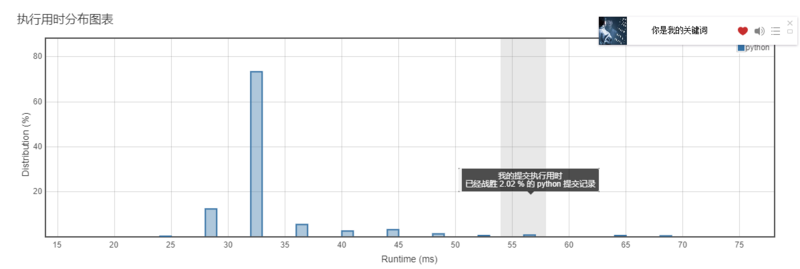 执行用时分布图表
你是我的关键词
python
80
60
40
20
Distribution (%)
我的提交执行用时
已经战胜 2.02 % 的 python 提交记录
15 20 25 30 35 40 45 50 55 60 65 70 75
Runtime (ms)